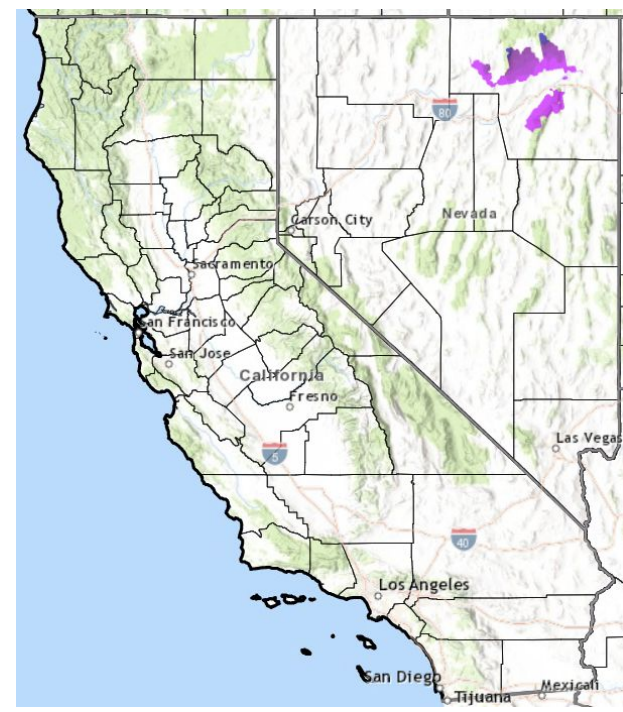 80
Carson City
Nevada
Sacramento
San Francisco
San Jose
California
Fresno
Las Vegas
5
40
Los Angeles
San Diego
Tijuana
Mexicali